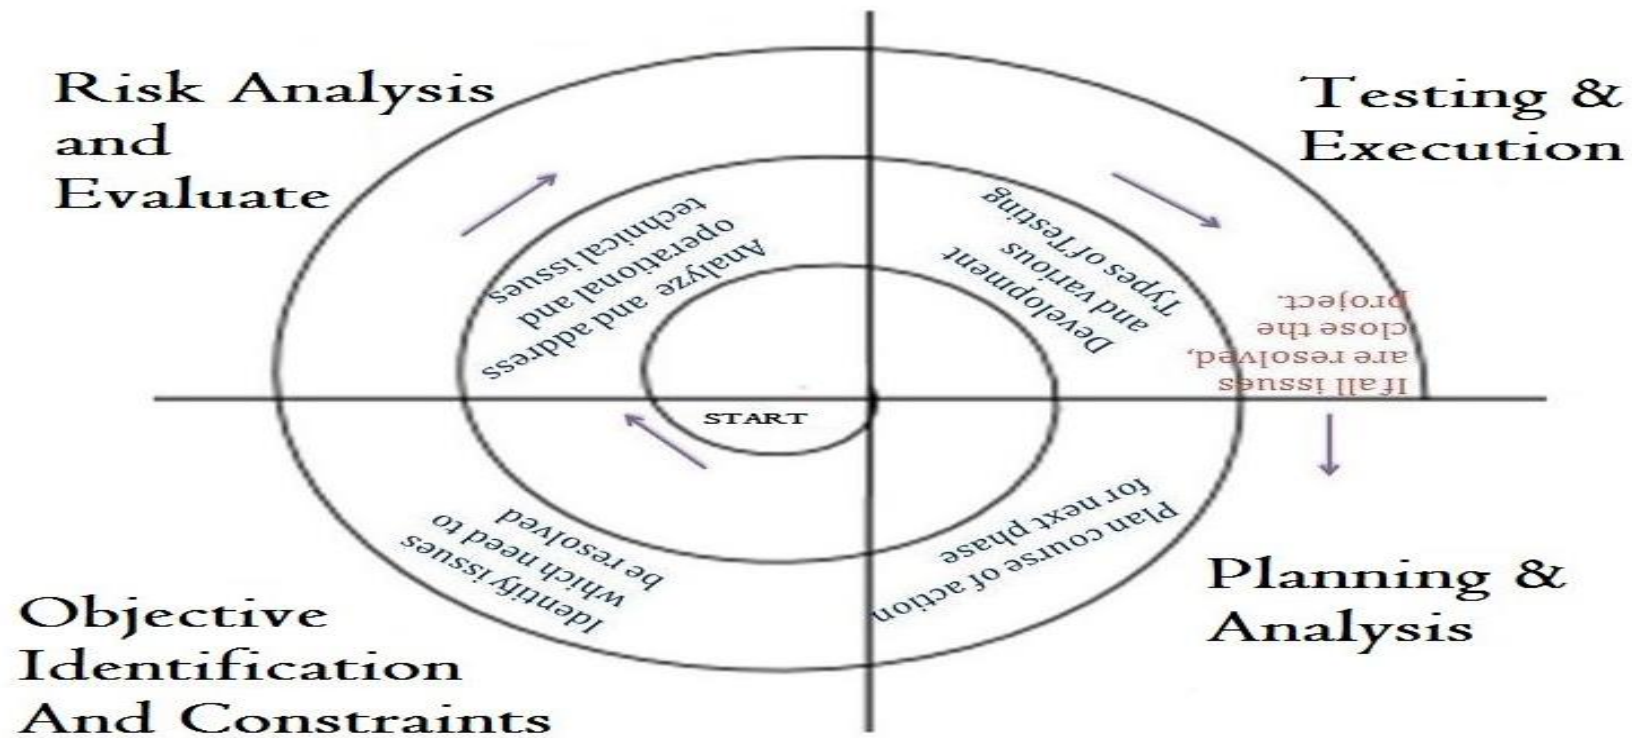 Risk Analysis
and
Evaluate
Testing &
Execution
Analyze and address
operational and
technical issues
Development
and various
Types of Testing
If all issues
are resolved,
close the
project.
START
Identify issues
which need to
be resolved
Plan course of action
for next phase
Planning &
Analysis
Objective
Identification
And Constraints